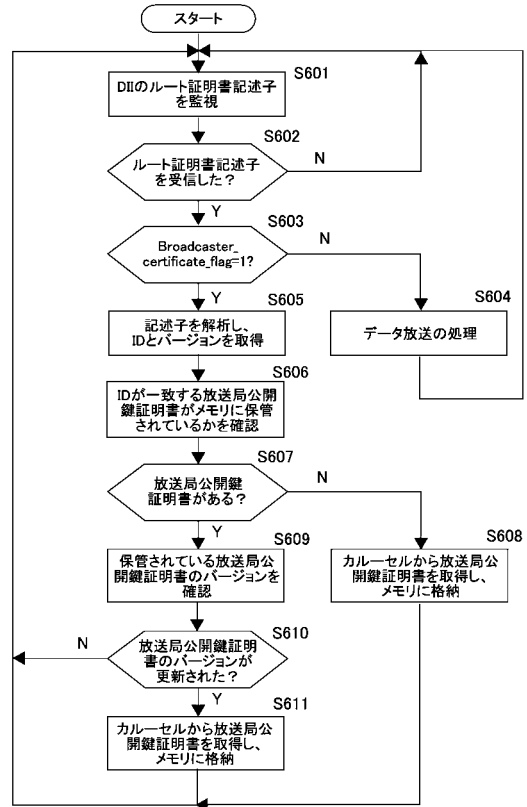 スタート
S601
DIIのルート証明書記述子
を監視
S602
ルート証明書記述子
を受信した？
N
Y
S603
Broadcaster_
certificate_flag=1?
N
Y
S604
データ放送の処理
S605
記述子を解析し、
IDとバージョンを取得
S606
IDが一致する放送局公開
鍵証明書がメモリに保管
されているかを確認
S607
放送局公開鍵
証明書がある？
N
Y
S608
カルーセルから放送局公
開鍵証明書を取得し、
メモリに格納
S609
保管されている放送局公
開鍵証明書のバージョンを
確認
S610
放送局公開鍵証明
書のバージョンが
更新された？
N
Y
S611
カルーセルから放送局公
開鍵証明書を取得し、
メモリに格納